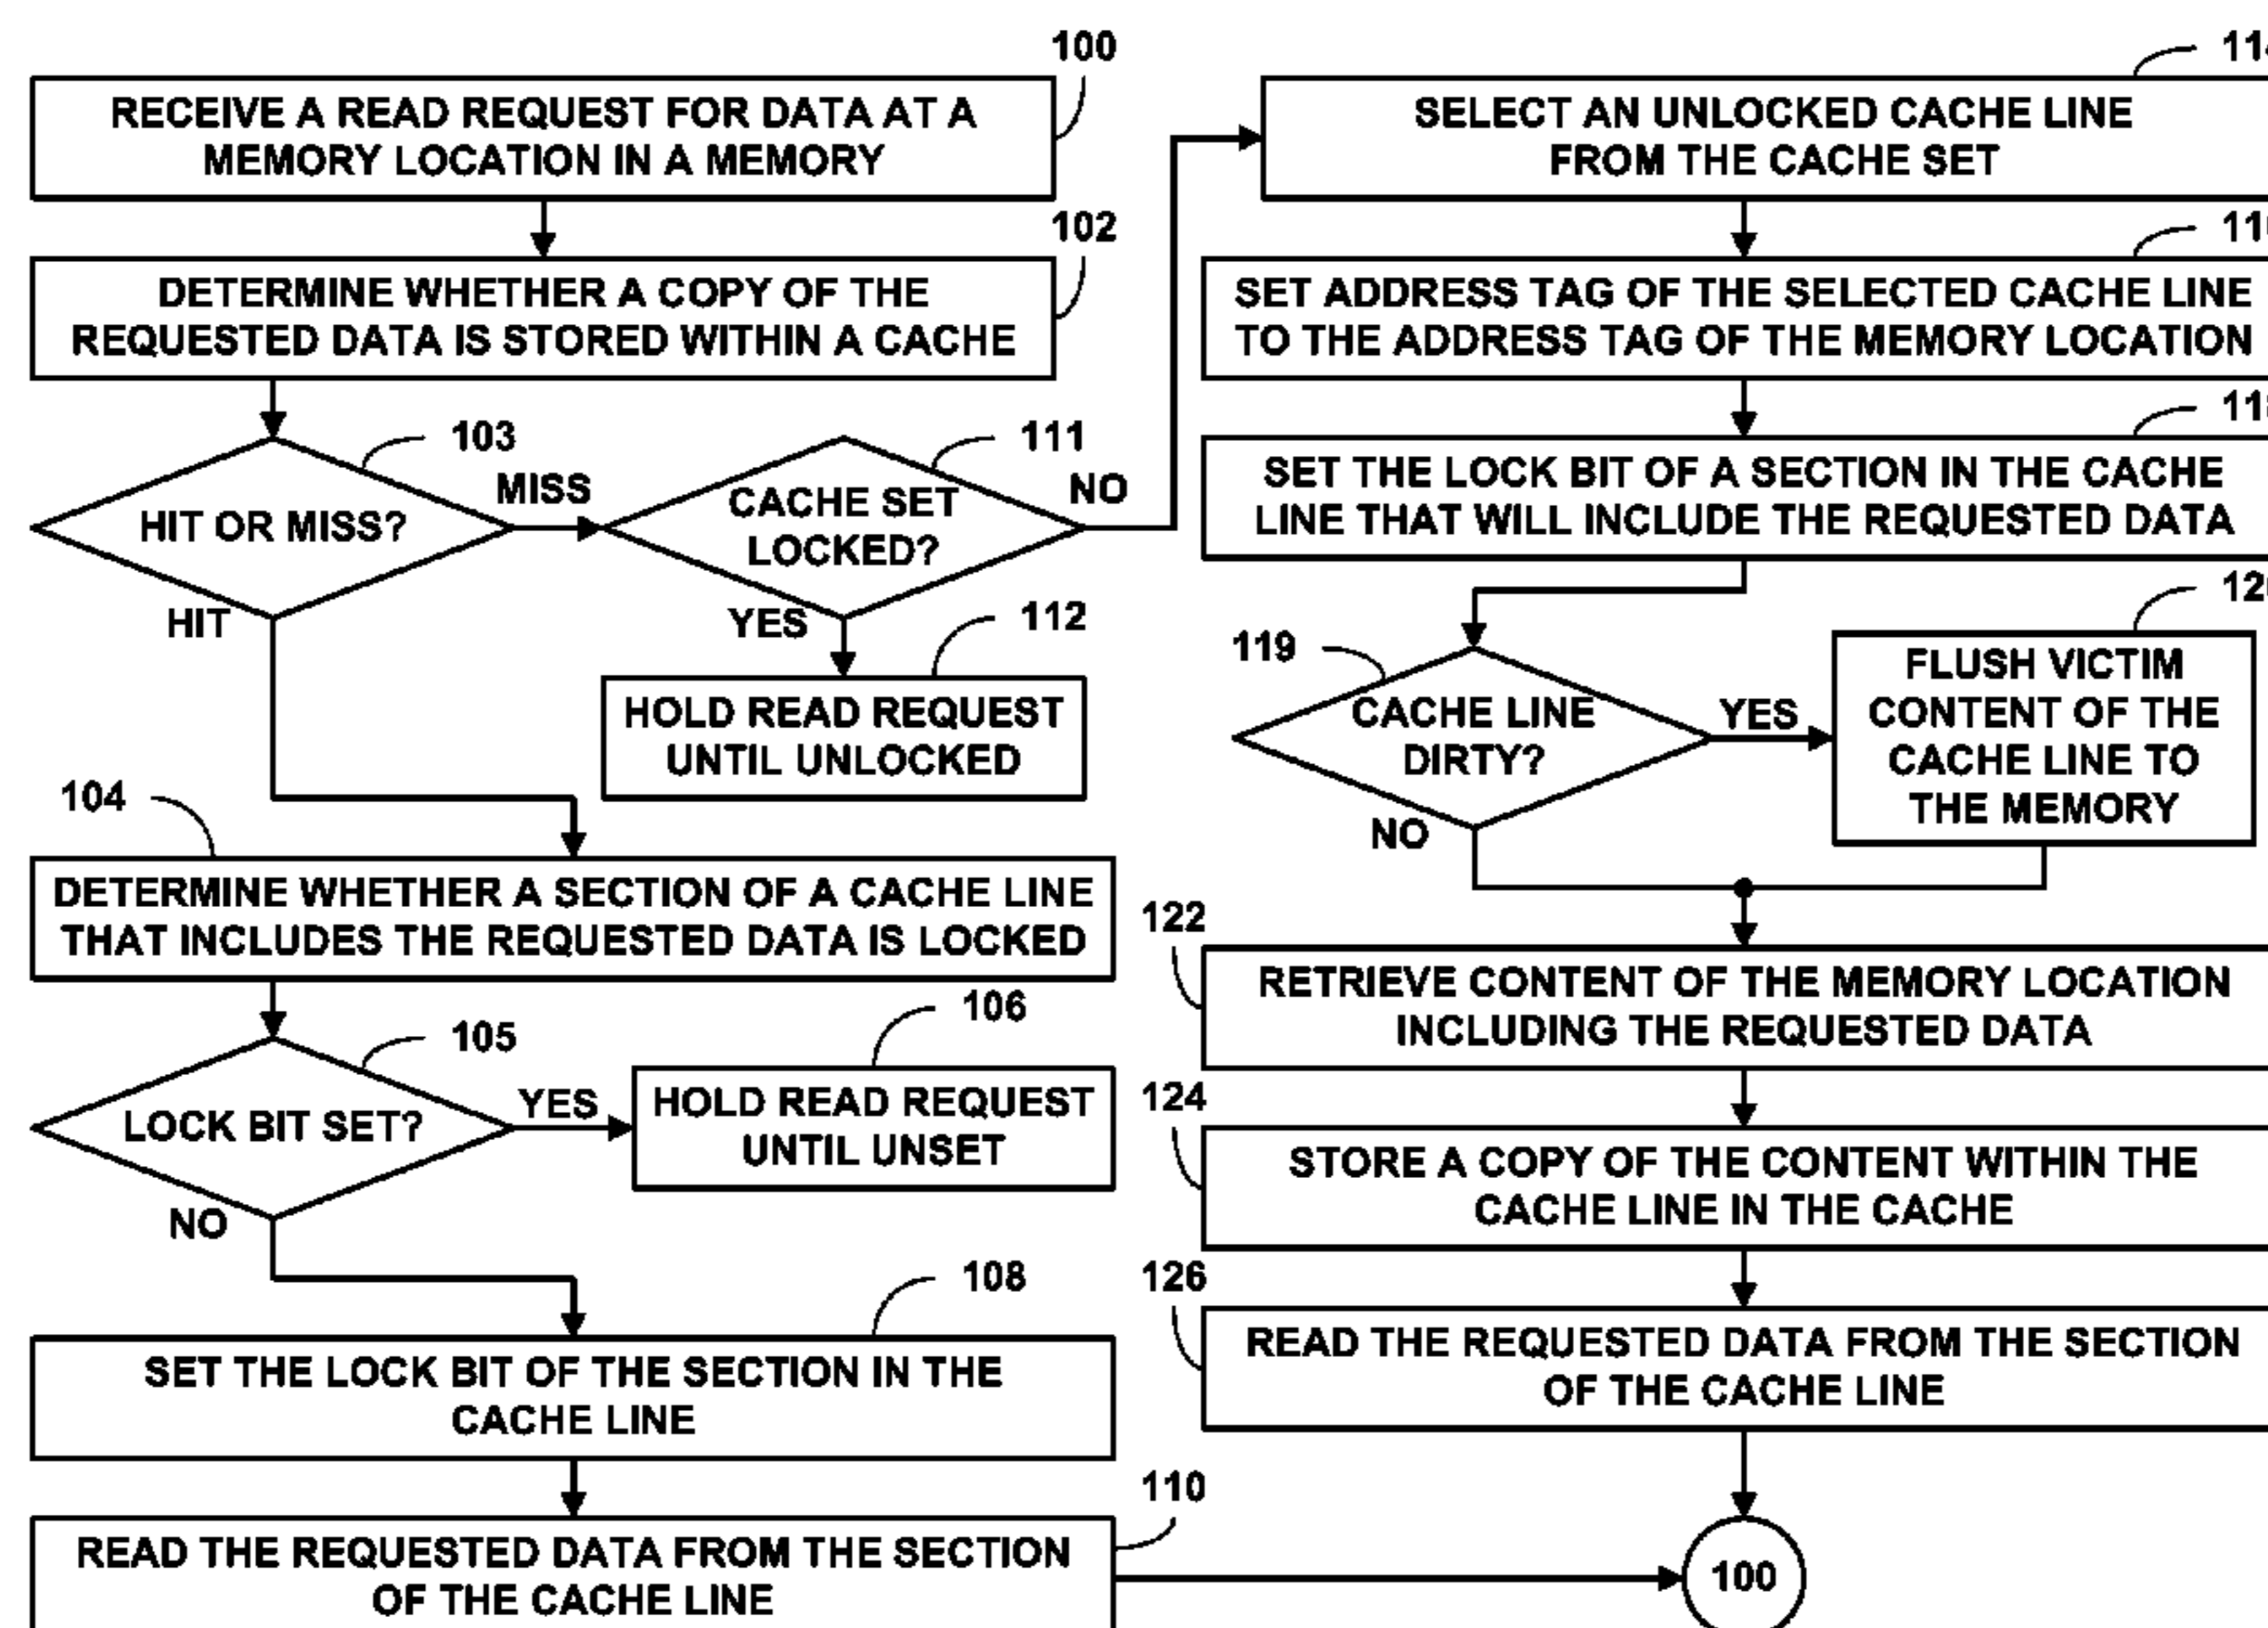 100
RECEIVE A READ REQUEST FOR DATA AT A
MEMORY LOCATION IN A MEMORY
102
DETERMINE WHETHER A COPY OF THE
REQUESTED DATA IS STORED WITHIN A CACHE
103
HIT OR MISS?
MISS
HIT
111
CACHE SET
LOCKED?
NO
YES
112
HOLD READ REQUEST
UNTIL UNLOCKED
104
DETERMINE WHETHER A SECTION OF A CACHE LINE
THAT INCLUDES THE REQUESTED DATA IS LOCKED
105
LOCK BIT SET?
YES
NO
106
HOLD READ REQUEST
UNTIL UNSET
108
SET THE LOCK BIT OF THE SECTION IN THE
CACHE LINE
110
READ THE REQUESTED DATA FROM THE SECTION
OF THE CACHE LINE
SELECT AN UNLOCKED CACHE LINE
FROM THE CACHE SET
SET ADDRESS TAG OF THE SELECTED CACHE LINE
TO THE ADDRESS TAG OF THE MEMORY LOCATION
SET THE LOCK BIT OF A SECTION IN THE CACHE
LINE THAT WILL INCLUDE THE REQUESTED DATA
119
CACHE LINE
DIRTY?
YES
NO
FLUSH VICTIM
CONTENT OF THE
CACHE LINE TO
THE MEMORY
122
RETRIEVE CONTENT OF THE MEMORY LOCATION
INCLUDING THE REQUESTED DATA
124
STORE A COPY OF THE CONTENT WITHIN THE
CACHE LINE IN THE CACHE
126
READ THE REQUESTED DATA FROM THE SECTION
OF THE CACHE LINE
100